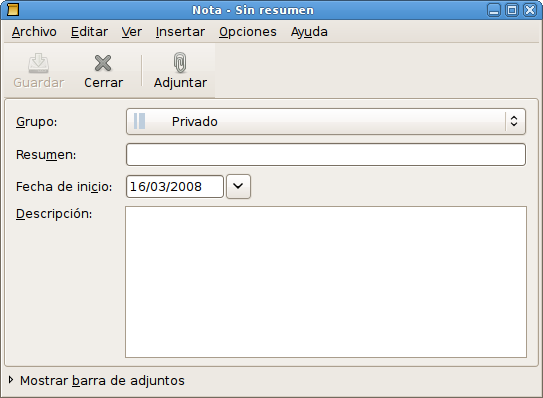 Nota - Sin resumen
Archivo Editar Ver Insertar Opciones Ayuda
Guardar Cerrar Adjuntar
Grupo: Privado
Resumen:
Fecha de inicio: 16/03/2008
Descripción:
Mostrar barra de adjuntos